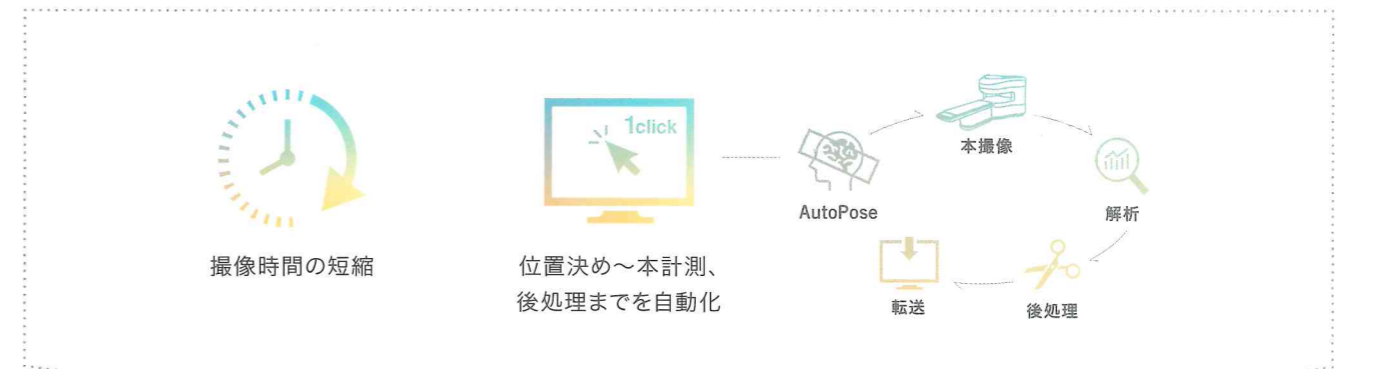 撮像時間の短縮
1click
位置決め～本計測、
後処理までを自動化
AutoPose
本撮像
解析
後処理
転送